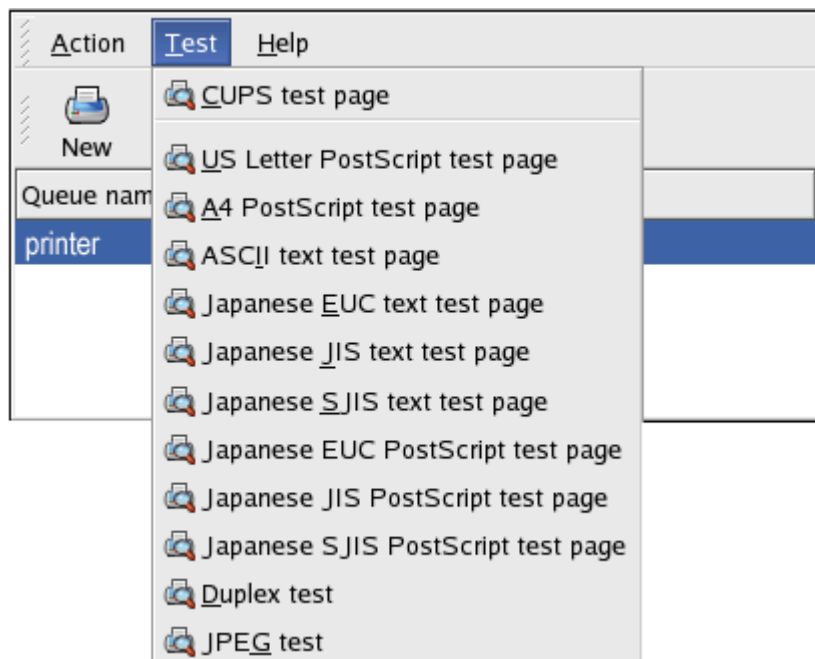 Action Test Help
CUPS test page
New
US Letter PostScript test page
Queue nam
A4 PostScript test page
printer
ASCII text test page
Japanese EUC text test page
Japanese JIS text test page
Japanese SJIS text test page
Japanese EUC PostScript test page
Japanese JIS PostScript test page
Japanese SJIS PostScript test page
Duplex test
JPEG test